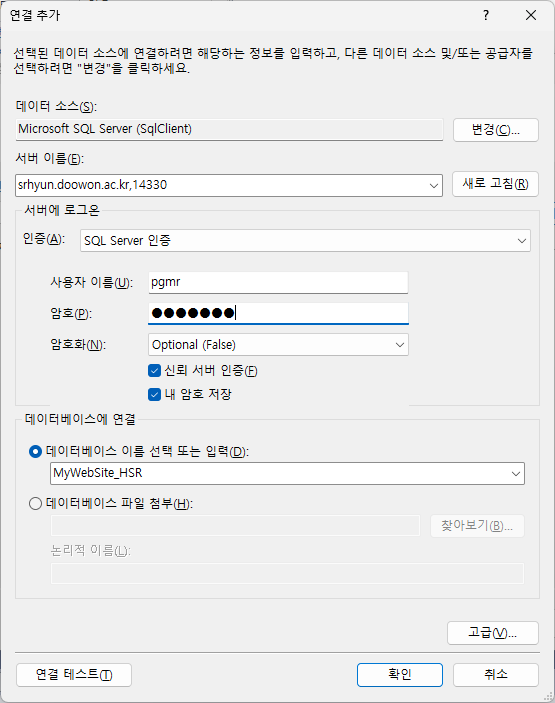 연결 추가
선택된 데이터 소스에 연결하려면 해당하는 정보를 입력하고, 다른 데이터 소스 및/또는 공급자를
선택하려면 "변경"을 클릭하세요.
데이터 소스(S):
Microsoft SQL Server (SqlClient)
변경(C)...
서버 이름(E):
srhyun.doowon.ac.kr,14330
새로 고침(R)
서버에 로그온
인증(A):
SQL Server 인증
사용자 이름(U):
pgmr
암호(P):
●●●●●●●
암호화(N):
Optional (False)
신뢰 서버 인증(F)
내 암호 저장
데이터베이스에 연결
데이터베이스 이름 선택 또는 입력(D):
MyWebSite_HSR
데이터베이스 파일 첨부(H):
찾아보기(B)...
논리적 이름(L):
고급(V)...
연결 테스트(T)
확인
취소